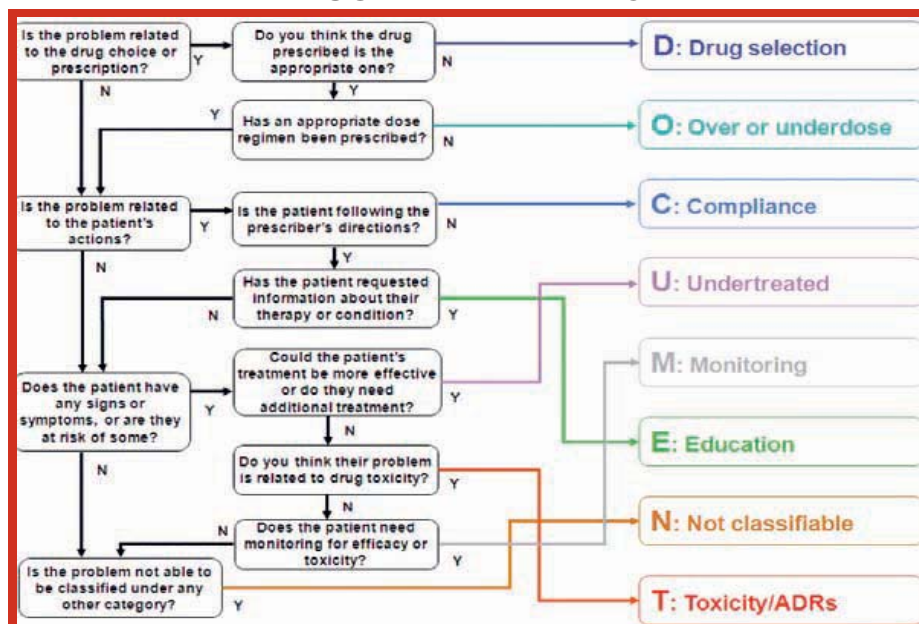 Is the problem related
to the drug choice or
prescription?
Y
N
Do you think the drug
prescribed is the
appropriate one?
N
Y
D: Drug selection
Y
Has an appropriate dose
regimen been prescribed?
N
O: Over or underdose
Is the problem related
to the patient's
actions?
Y
N
Is the patient following the
prescriber's directions?
N
Y
C: Compliance
Has the patient requested
information about their
therapy or condition?
N
Y
U: Undertreated
Does the patient have
any signs or
symptoms, or are they
at risk of some?
Y
N
Could the patient's
treatment be more effective
or do they need
additional treatment?
Y
N
M: Monitoring
Do you think their problem
is related to drug toxicity?
Y
N
E: Education
Does the patient need
monitoring for efficacy or
toxicity?
N
Y
N: Not classifiable
Is the problem not able to
be classified under any
other category?
Y
T: Toxicity/ADRs